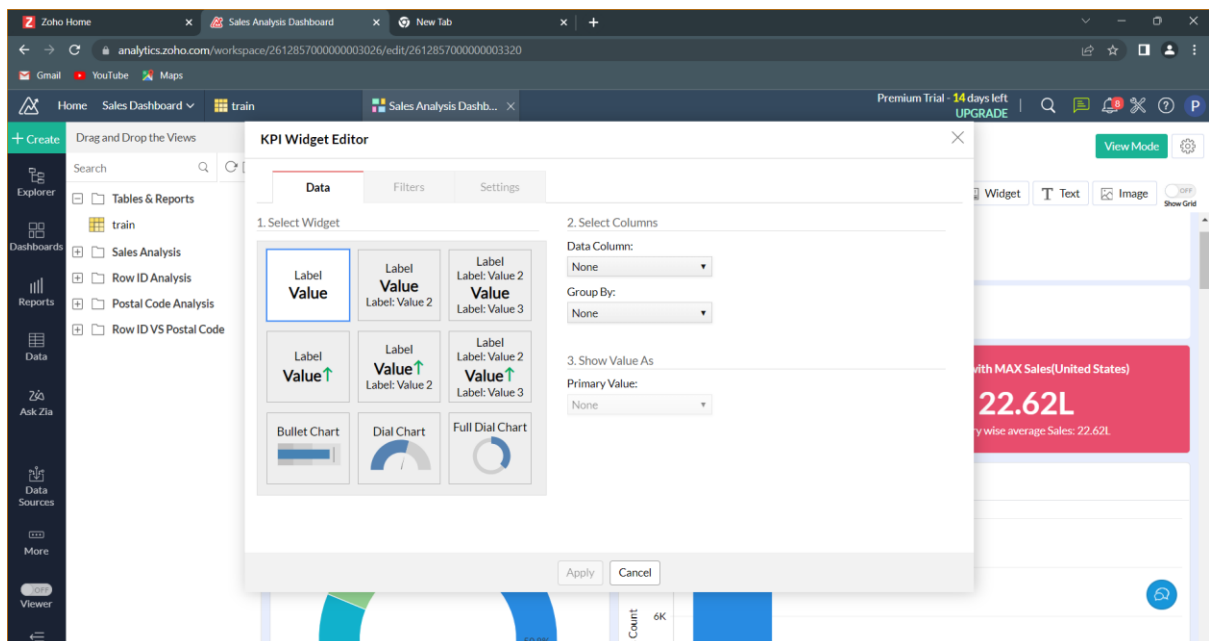 Zoho Home
Sales Analysis Dashboard
New Tab
analytics.zoho.com/workspace/2612857000000003026/edit/2612857000000003320
Gmail
YouTube
Maps
Home
Sales Dashboard
train
Sales Analysis Dashb...
Premium Trial - 14 days left
UPGRADE
8
P
Create
Explorer
Dashboards
Reports
Data
Ask Zia
Data
Sources
More
OFF
Viewer
Drag and Drop the Views
Search
Tables & Reports
train
Sales Analysis
Row ID Analysis
Postal Code Analysis
Row ID VS Postal Code
KPI Widget Editor
Data
Filters
Settings
1. Select Widget
Label
Value
Label
Value
Label: Value 2
Label
Label: Value 2
Value
Label: Value 3
Label
Value
Label
Value
Label: Value 2
Label
Label: Value 2
Value
Label: Value 3
Bullet Chart
Dial Chart
Full Dial Chart
2. Select Columns
Data Column:
None
Group By:
None
3. Show Value As
Primary Value:
None
Apply
Cancel
View Mode
Widget
Text
Image
OFF
Show Grid
with MAX Sales(United States)
22.62L
wise average Sales: 22.62L
Count
6K